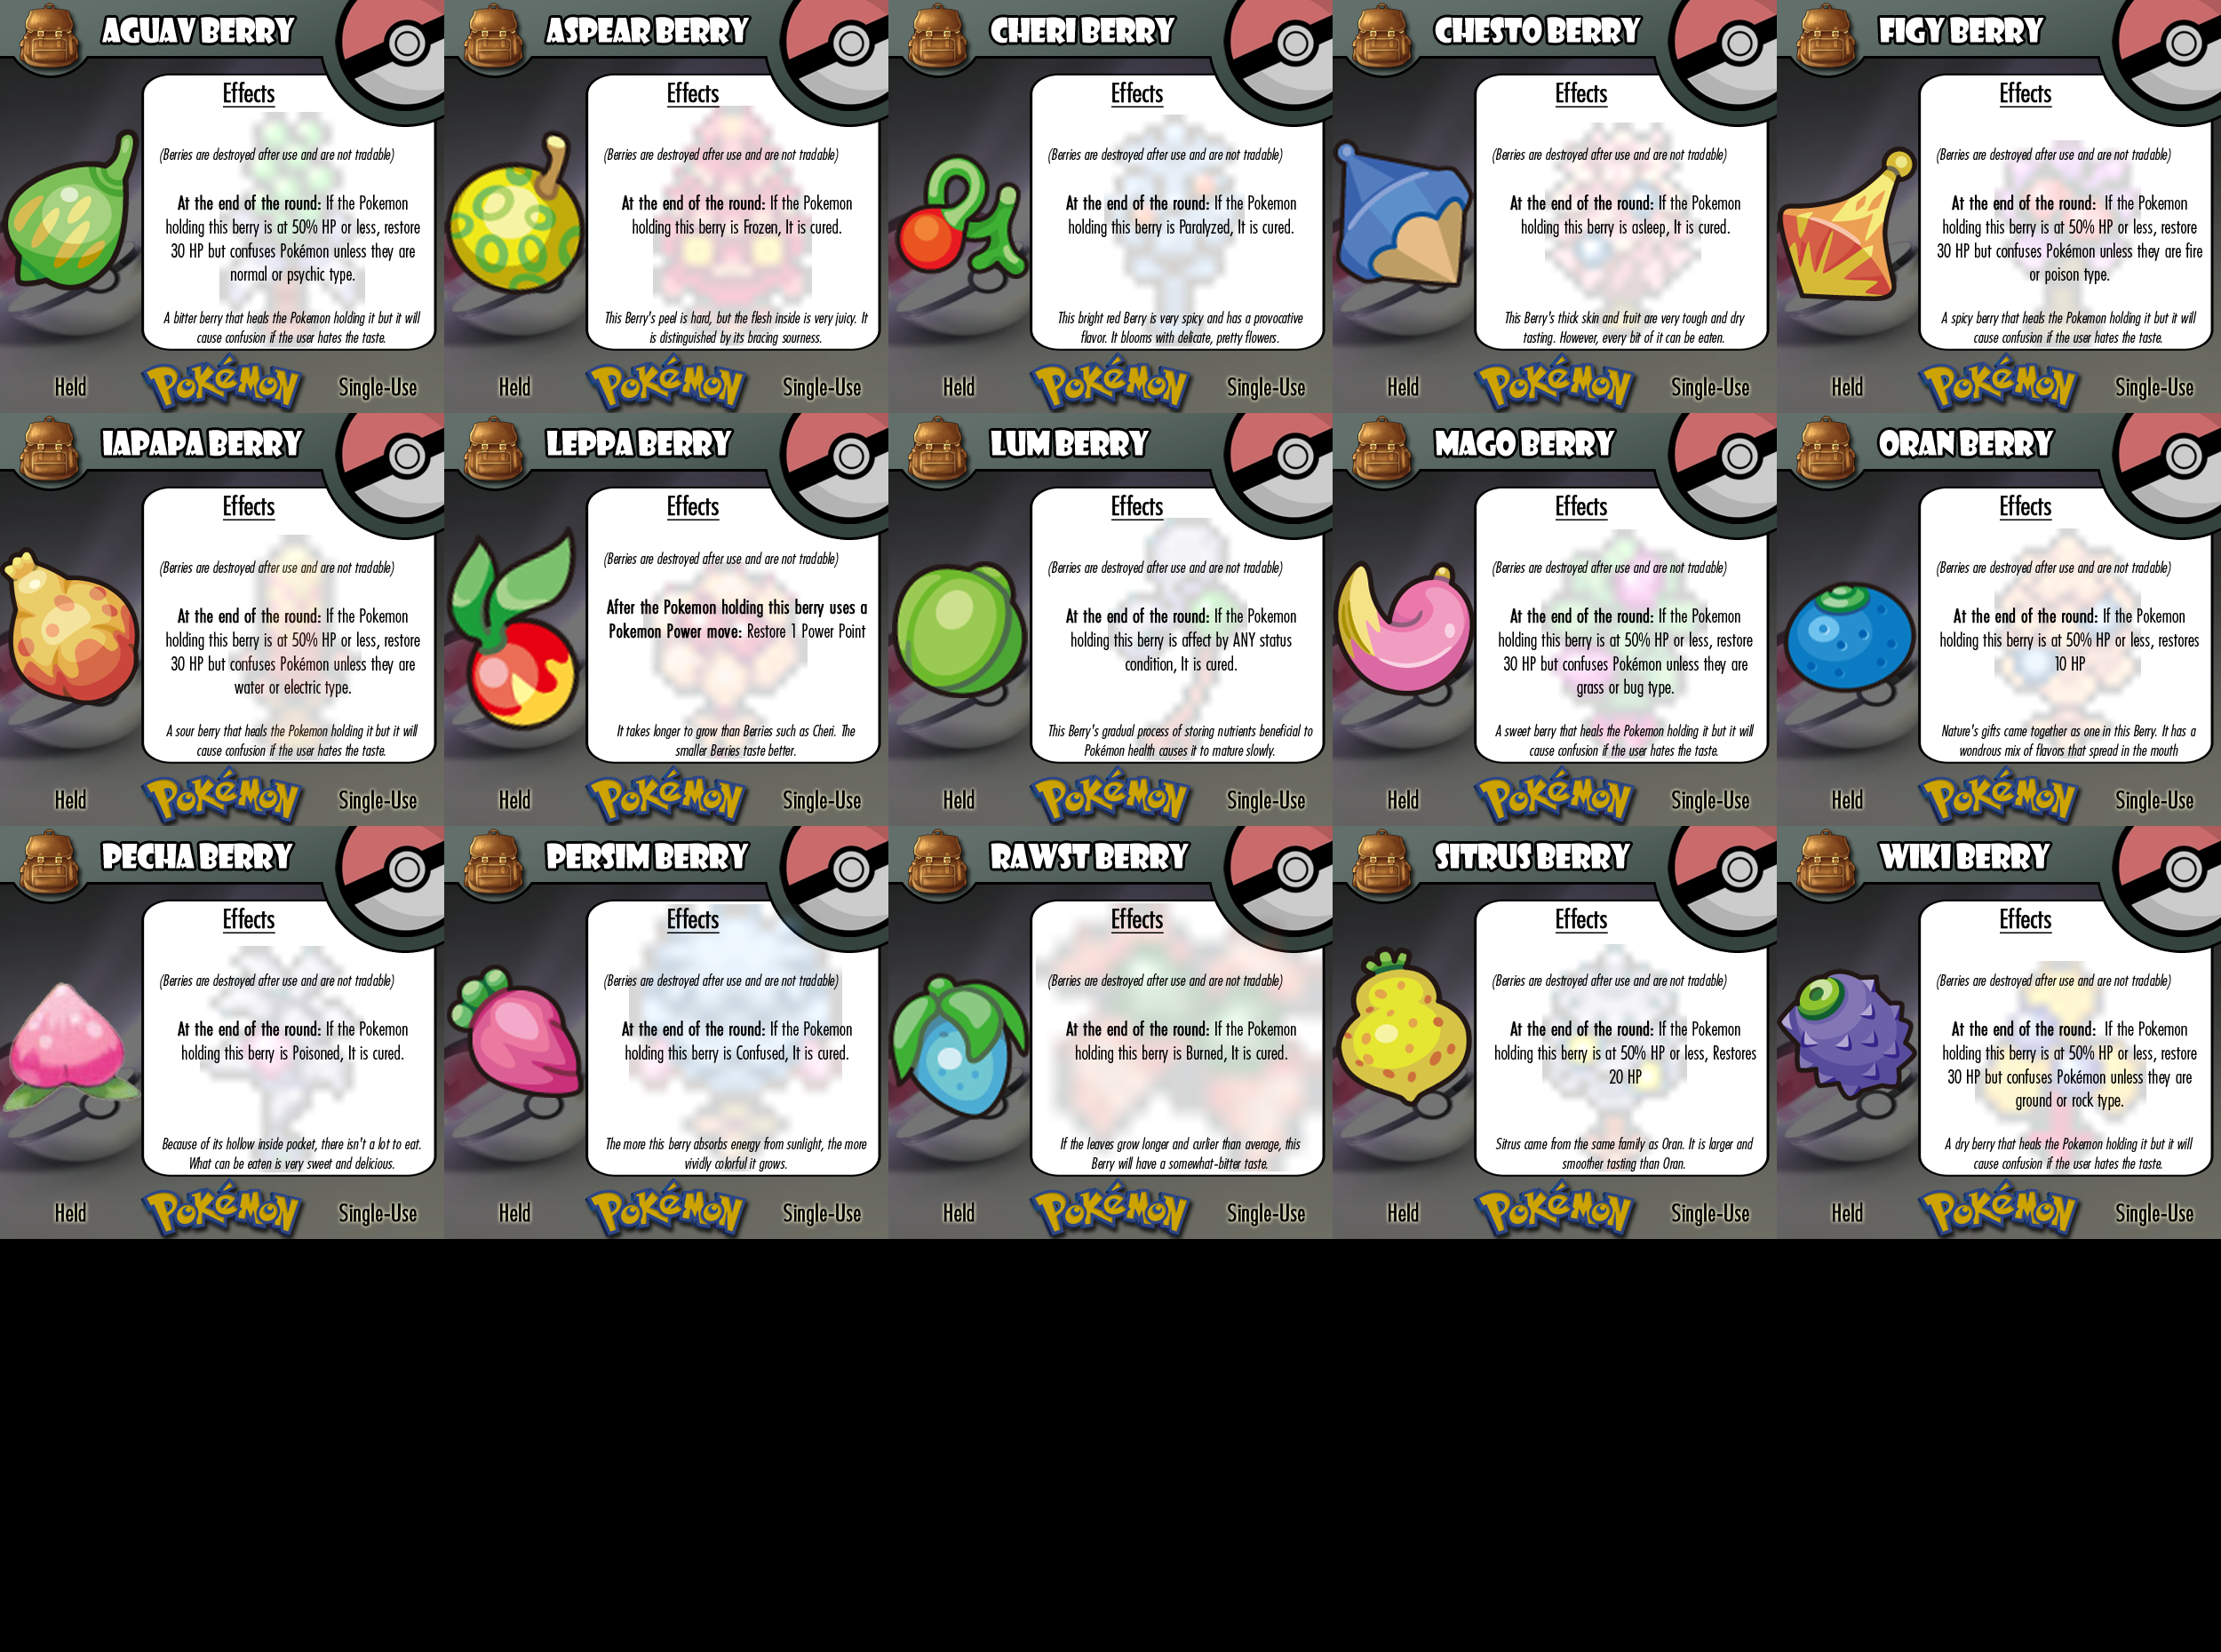 AGUAV BERRY
Effects
(Berries are destroyed after use and are not tradable)
At the end of the round: If the Pokemon
holding this berry is at 50% HP or less, restore
30 HP but confuses Pokémon unless they are
normal or psychic type.
A bitter berry that heals the Pokemon holding it but it will
cause confusion if the user hates the taste.
Held
POKéMON
Single-Use
ASPEAR BERRY
Effects
(Berries are destroyed after use and are not tradable)
At the end of the round: If the Pokemon
holding this berry is Frozen, It is cured.
This Berry's peel is hard, but the flesh inside is very juicy. It
is distinguished by its bracing sourness.
Held
POKéMON
Single-Use
CHERI BERRY
Effects
(Berries are destroyed after use and are not tradable)
At the end of the round: If the Pokemon
holding this berry is Paralyzed, It is cured.
This bright red Berry is very spicy and has a provocative
flavor. It blooms with delicate, pretty flowers.
Held
POKéMON
Single-Use
CHESTO BERRY
Effects
(Berries are destroyed after use and are not tradable)
At the end of the round: If the Pokemon
holding this berry is asleep, It is cured.
This Berry's thick skin and fruit are very tough and dry
tasting. However, every bit of it can be eaten.
Held
POKéMON
Single-Use
FIGY BERRY
Effects
(Berries are destroyed after use and are not tradable)
At the end of the round: If the Pokemon
holding this berry is at 50% HP or less, restore
30 HP but confuses Pokémon unless they are fire
or poison type.
A spicy berry that heals the Pokemon holding it but it will
cause confusion if the user hates the taste.
Held
POKéMON
Single-Use
IAPAPA BERRY
Effects
(Berries are destroyed after use and are not tradable)
At the end of the round: If the Pokemon
holding this berry is at 50% HP or less, restore
30 HP but confuses Pokémon unless they are
water or electric type.
A sour berry that heals the Pokemon holding it but it will
cause confusion if the user hates the taste.
Held
POKéMON
Single-Use
LEPPA BERRY
Effects
(Berries are destroyed after use and are not tradable)
After the Pokemon holding this berry uses a
Pokemon Power move: Restore 1 Power Point
It takes longer to grow than Berries such as Cheri. The
smaller Berries taste better.
Held
POKéMON
Single-Use
LUM BERRY
Effects
(Berries are destroyed after use and are not tradable)
At the end of the round: If the Pokemon
holding this berry is affect by ANY status
condition, It is cured.
This Berry's gradual process of storing nutrients beneficial to
Pokémon health causes it to mature slowly.
Held
POKéMON
Single-Use
MAGO BERRY
Effects
(Berries are destroyed after use and are not tradable)
At the end of the round: If the Pokemon
holding this berry is at 50% HP or less, restore
30 HP but confuses Pokémon unless they are
grass or bug type.
A sweet berry that heals the Pokemon holding it but it will
cause confusion if the user hates the taste.
Held
POKéMON
Single-Use
ORAN BERRY
Effects
(Berries are destroyed after use and are not tradable)
At the end of the round: If the Pokemon
holding this berry is at 50% HP or less, restores
10 HP
Nature's gifts came together as one in this Berry. It has a
wondrous mix of flavors that spread in the mouth
Held
POKéMON
Single-Use
PECHA BERRY
Effects
(Berries are destroyed after use and are not tradable)
At the end of the round: If the Pokemon
holding this berry is Poisoned, It is cured.
Because of its hollow inside pocket, there isn't a lot to eat.
What can be eaten is very sweet and delicious.
Held
POKéMON
Single-Use
PERSIM BERRY
Effects
(Berries are destroyed after use and are not tradable)
At the end of the round: If the Pokemon
holding this berry is Confused, It is cured.
The more this berry absorbs energy from sunlight, the more
vividly colorful it grows.
Held
POKéMON
Single-Use
RAWST BERRY
Effects
(Berries are destroyed after use and are not tradable)
At the end of the round: If the Pokemon
holding this berry is Burned, It is cured.
If the leaves grow longer and curlier than average, this
Berry will have a somewhat-bitter taste.
Held
POKéMON
Single-Use
SITRUS BERRY
Effects
(Berries are destroyed after use and are not tradable)
At the end of the round: If the Pokemon
holding this berry is at 50% HP or less, Restores
20 HP
Sitrus came from the same family as Oran. It is larger and
smoother tasting than Oran.
Held
POKéMON
Single-Use
WIKI BERRY
Effects
(Berries are destroyed after use and are not tradable)
At the end of the round: If the Pokemon
holding this berry is at 50% HP or less, restore
30 HP but confuses Pokémon unless they are
ground or rock type.
A dry berry that heals the Pokemon holding it but it will
cause confusion if the user hates the taste.
Held
POKéMON
Single-Use